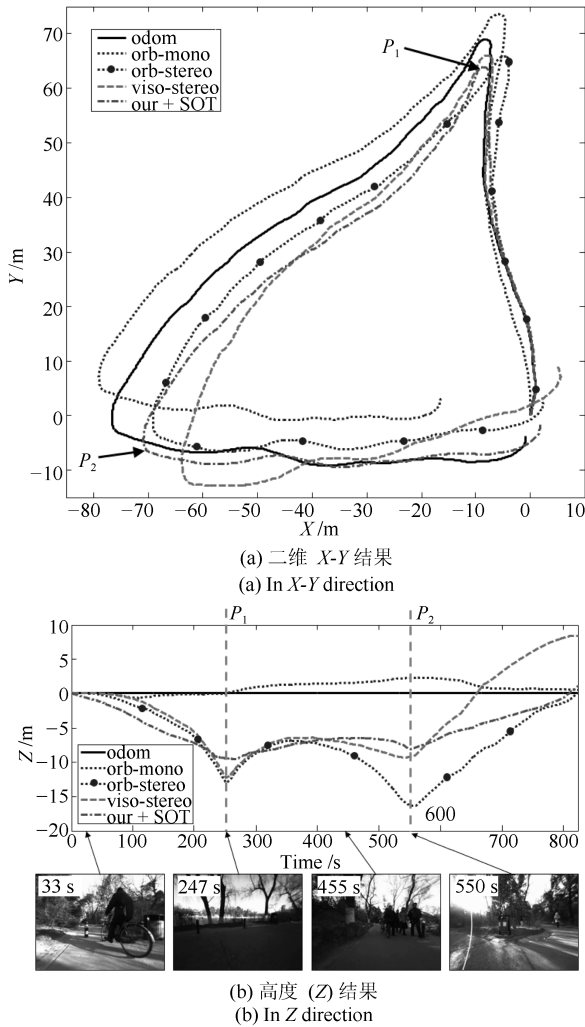 70
60
50
40
30
20
10
0
−10
Y/m
odom
orb-mono
orb-stereo
viso-stereo
our + SOT
P1
P2
−80 −70 −60 −50 −40 −30 −20 −10 0 10
X/m
(a) 二维 X-Y 结果
(a) In X-Y direction
P1 P2
10
5
0
−5
−10
−15
−20
Z/m
odom
orb-mono
orb-stereo
viso-stereo
our + SOT
600
0 100 200 300 400 500 600 700 800
Time /s
33 s 247 s 455 s 550 s
(b) 高度 (Z) 结果
(b) In Z direction